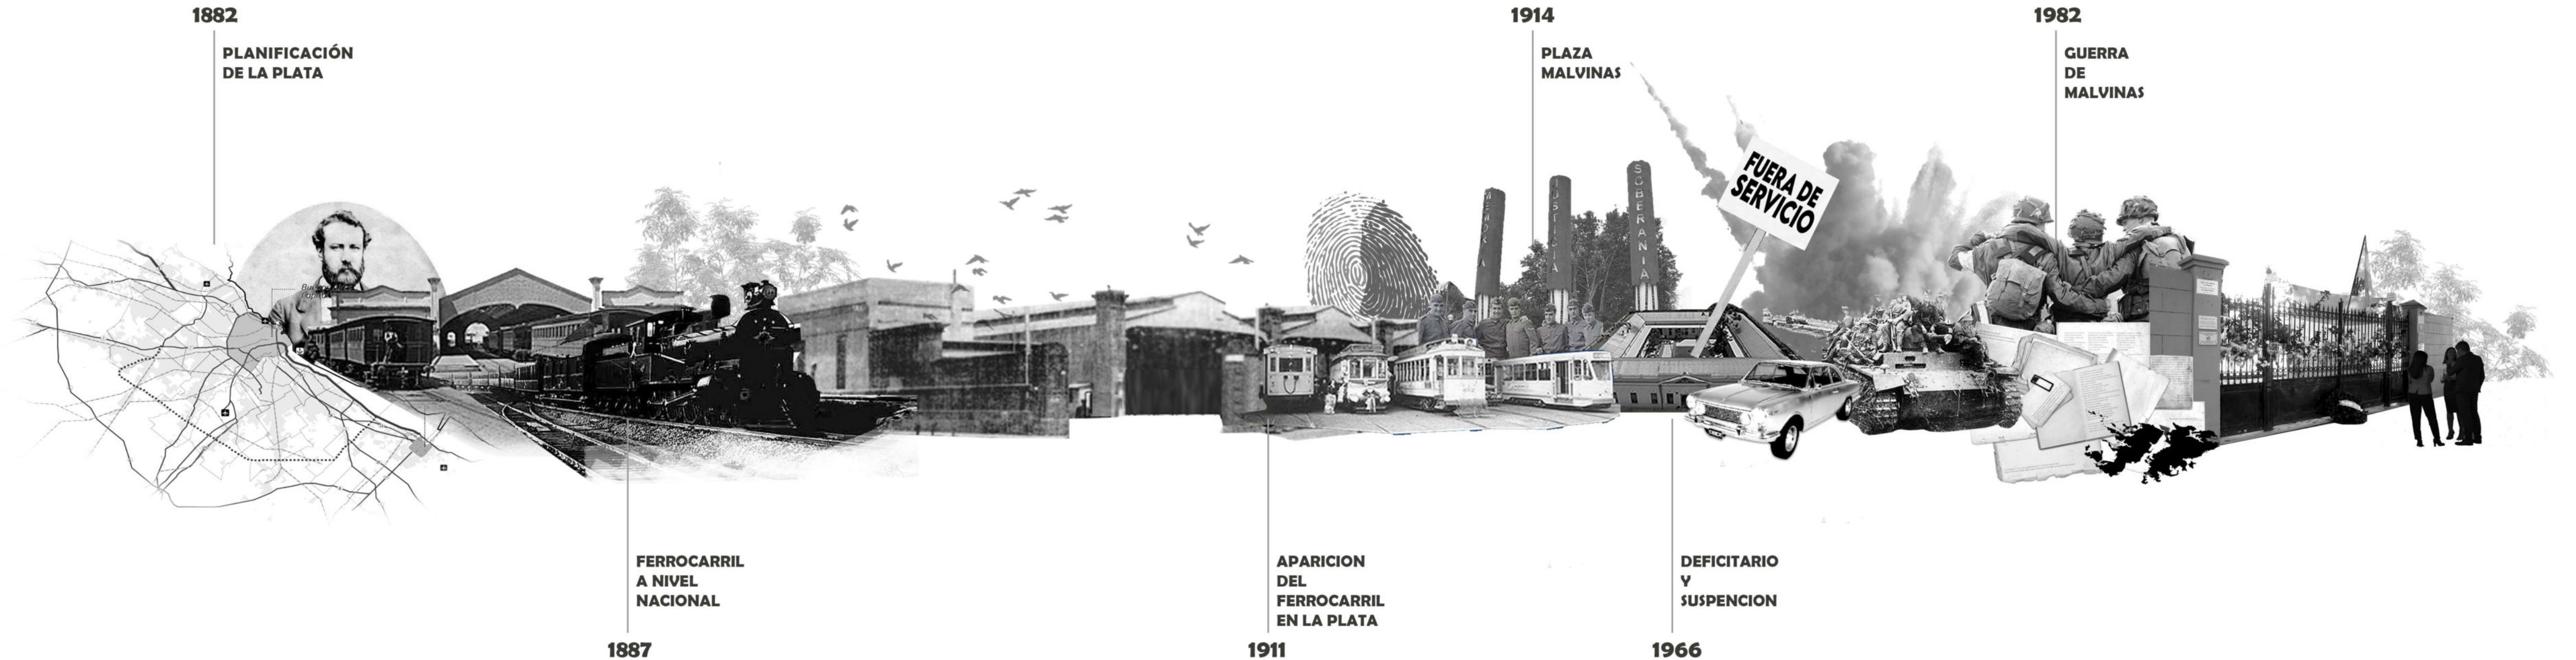 1882
PLANIFICACIÓN
DE LA PLATA
1914
PLAZA
MALVINAS
1982
GUERRA
DE
MALVINAS
SOBERANIA
FUERA DE
SERVICIO
FERROCARRIL
A NIVEL
NACIONAL
1887
APARICION
DEL
FERROCARRIL
EN LA PLATA
1911
DEFICITARIO
Y
SUSPENCION
1966